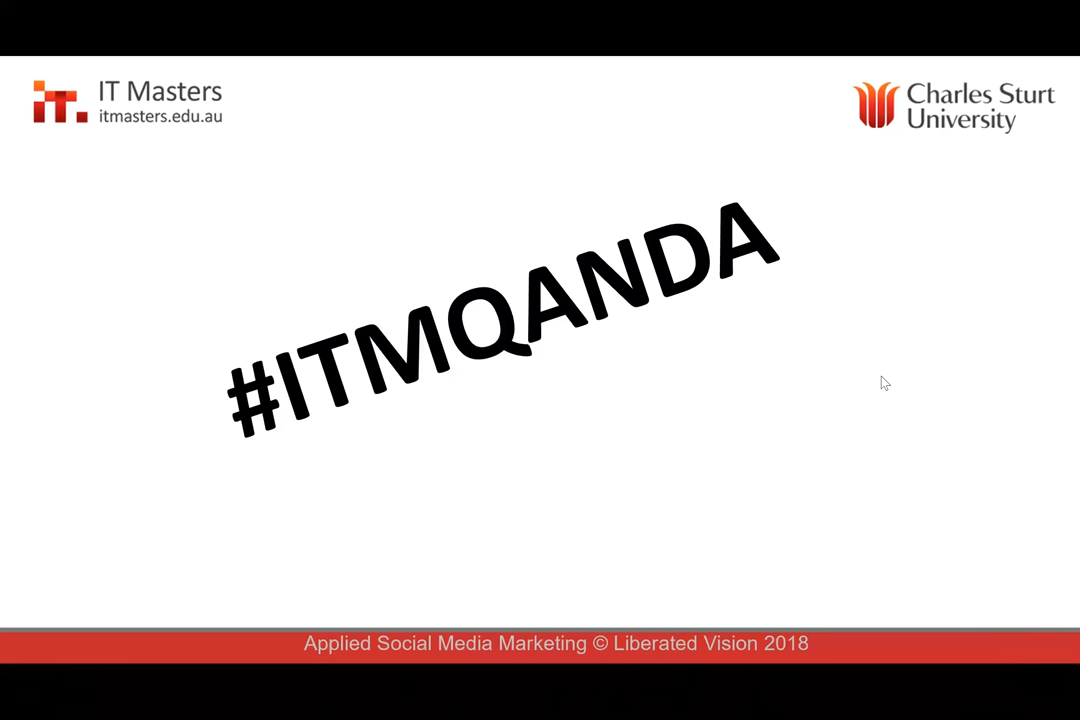 IT Masters
itmasters.edu.au
Charles Sturt
University
#ITMQANDA
Applied Social Media Marketing © Liberated Vision 2018